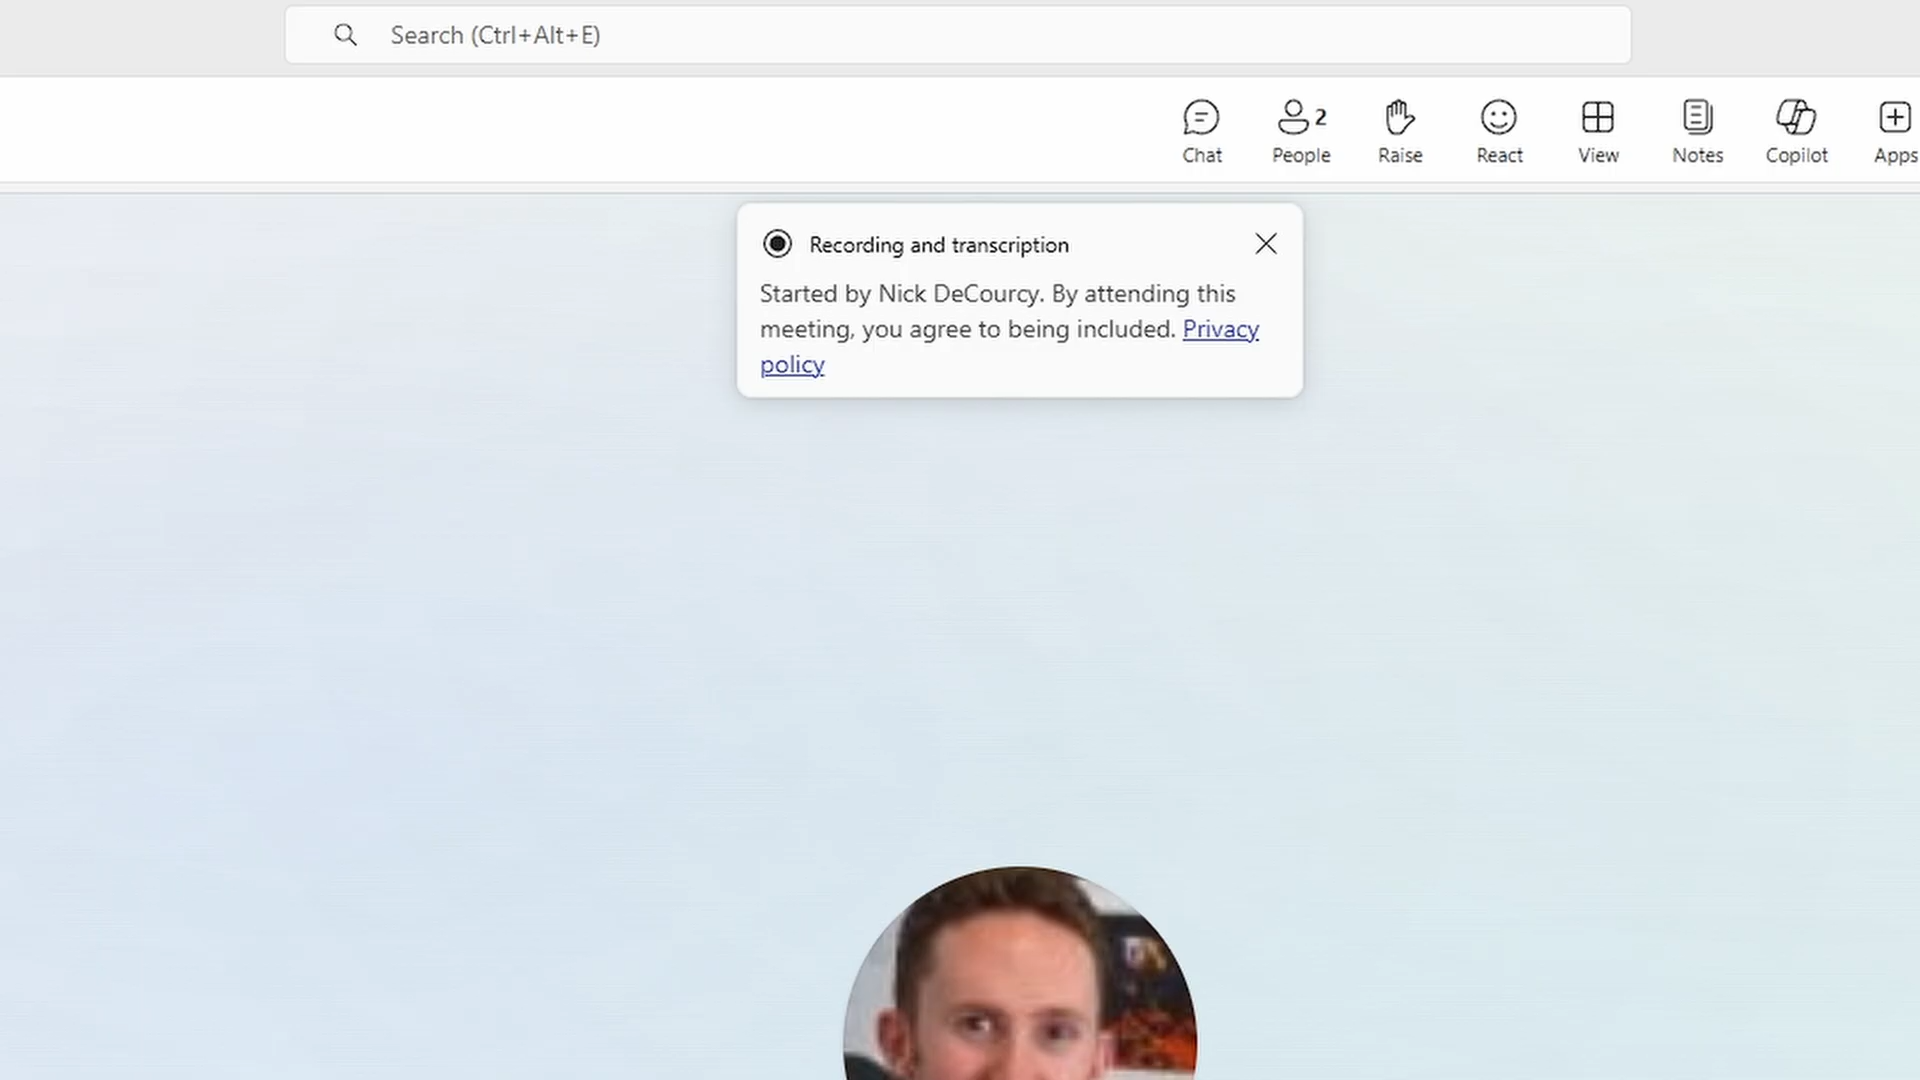 Search (Ctrl+Alt+E)
2
Chat People Raise React View Notes Copilot Apps
Recording and transcription
Started by Nick DeCourcy. By attending this
meeting, you agree to being included. Privacy
policy